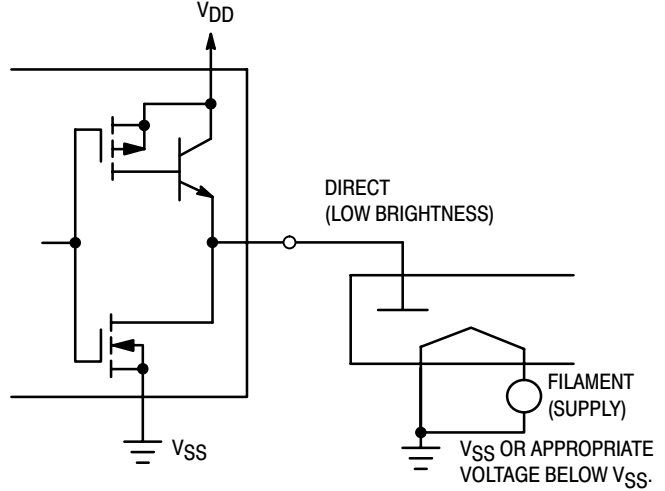 VDD
DIRECT
(LOW BRIGHTNESS)
FILAMENT
(SUPPLY)
VSS
VSS OR APPROPRIATE
VOLTAGE BELOW VSS.